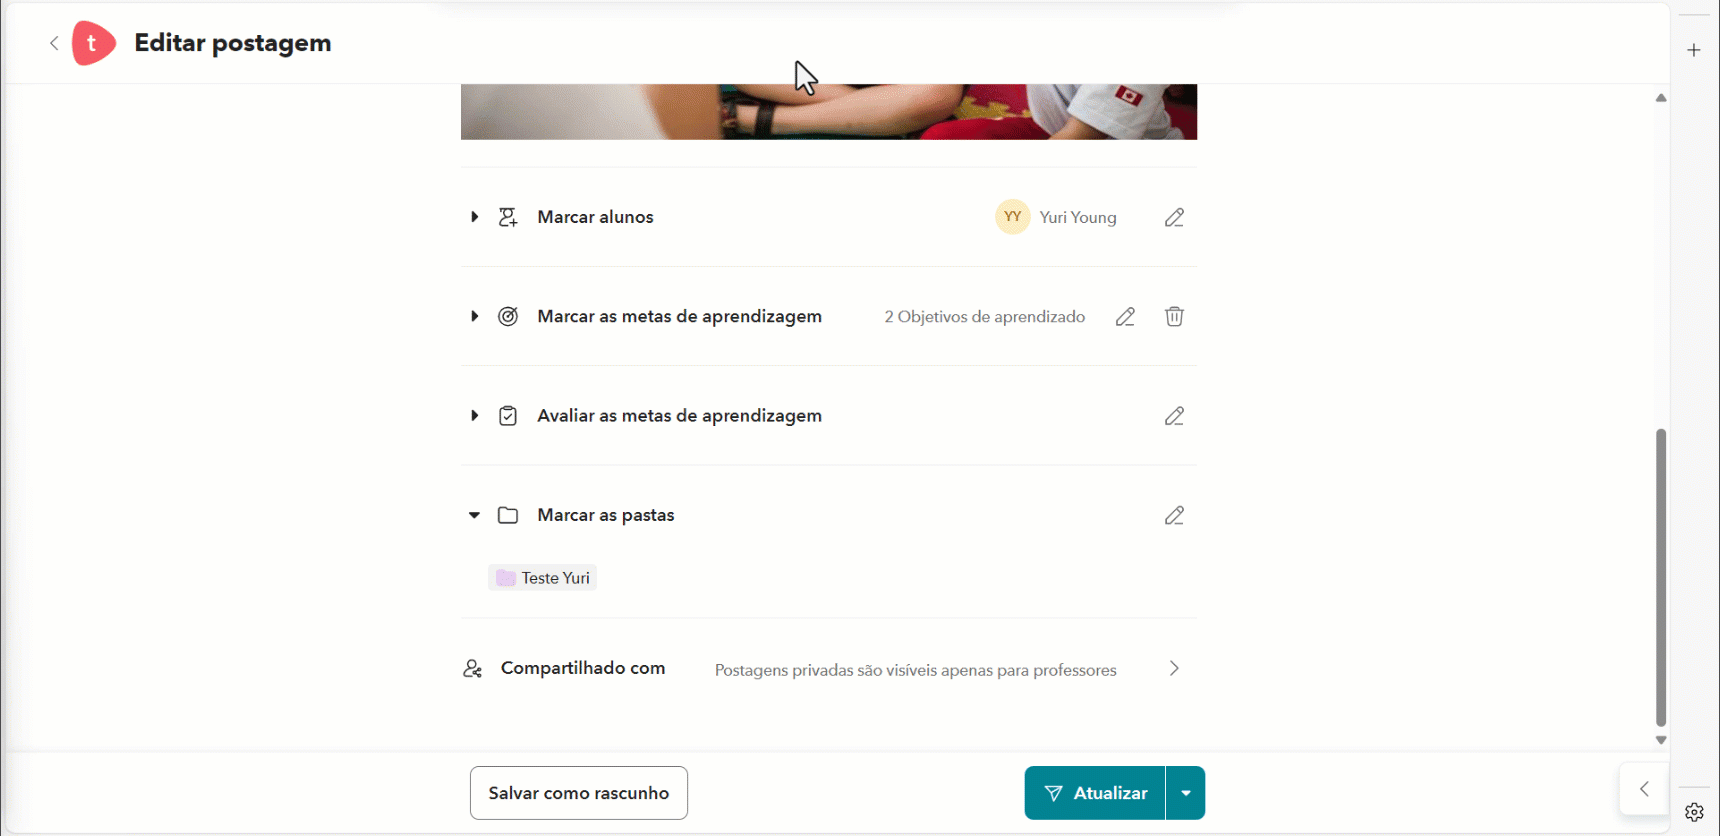 t Editar postagem
Marcar alunos YY Yuri Young
Marcar as metas de aprendizagem 2 Objetivos de aprendizado
Avaliar as metas de aprendizagem
Marcar as pastas
Teste Yuri
Compartilhado com Postagens privadas são visíveis apenas para professores
Salvar como rascunho Atualizar